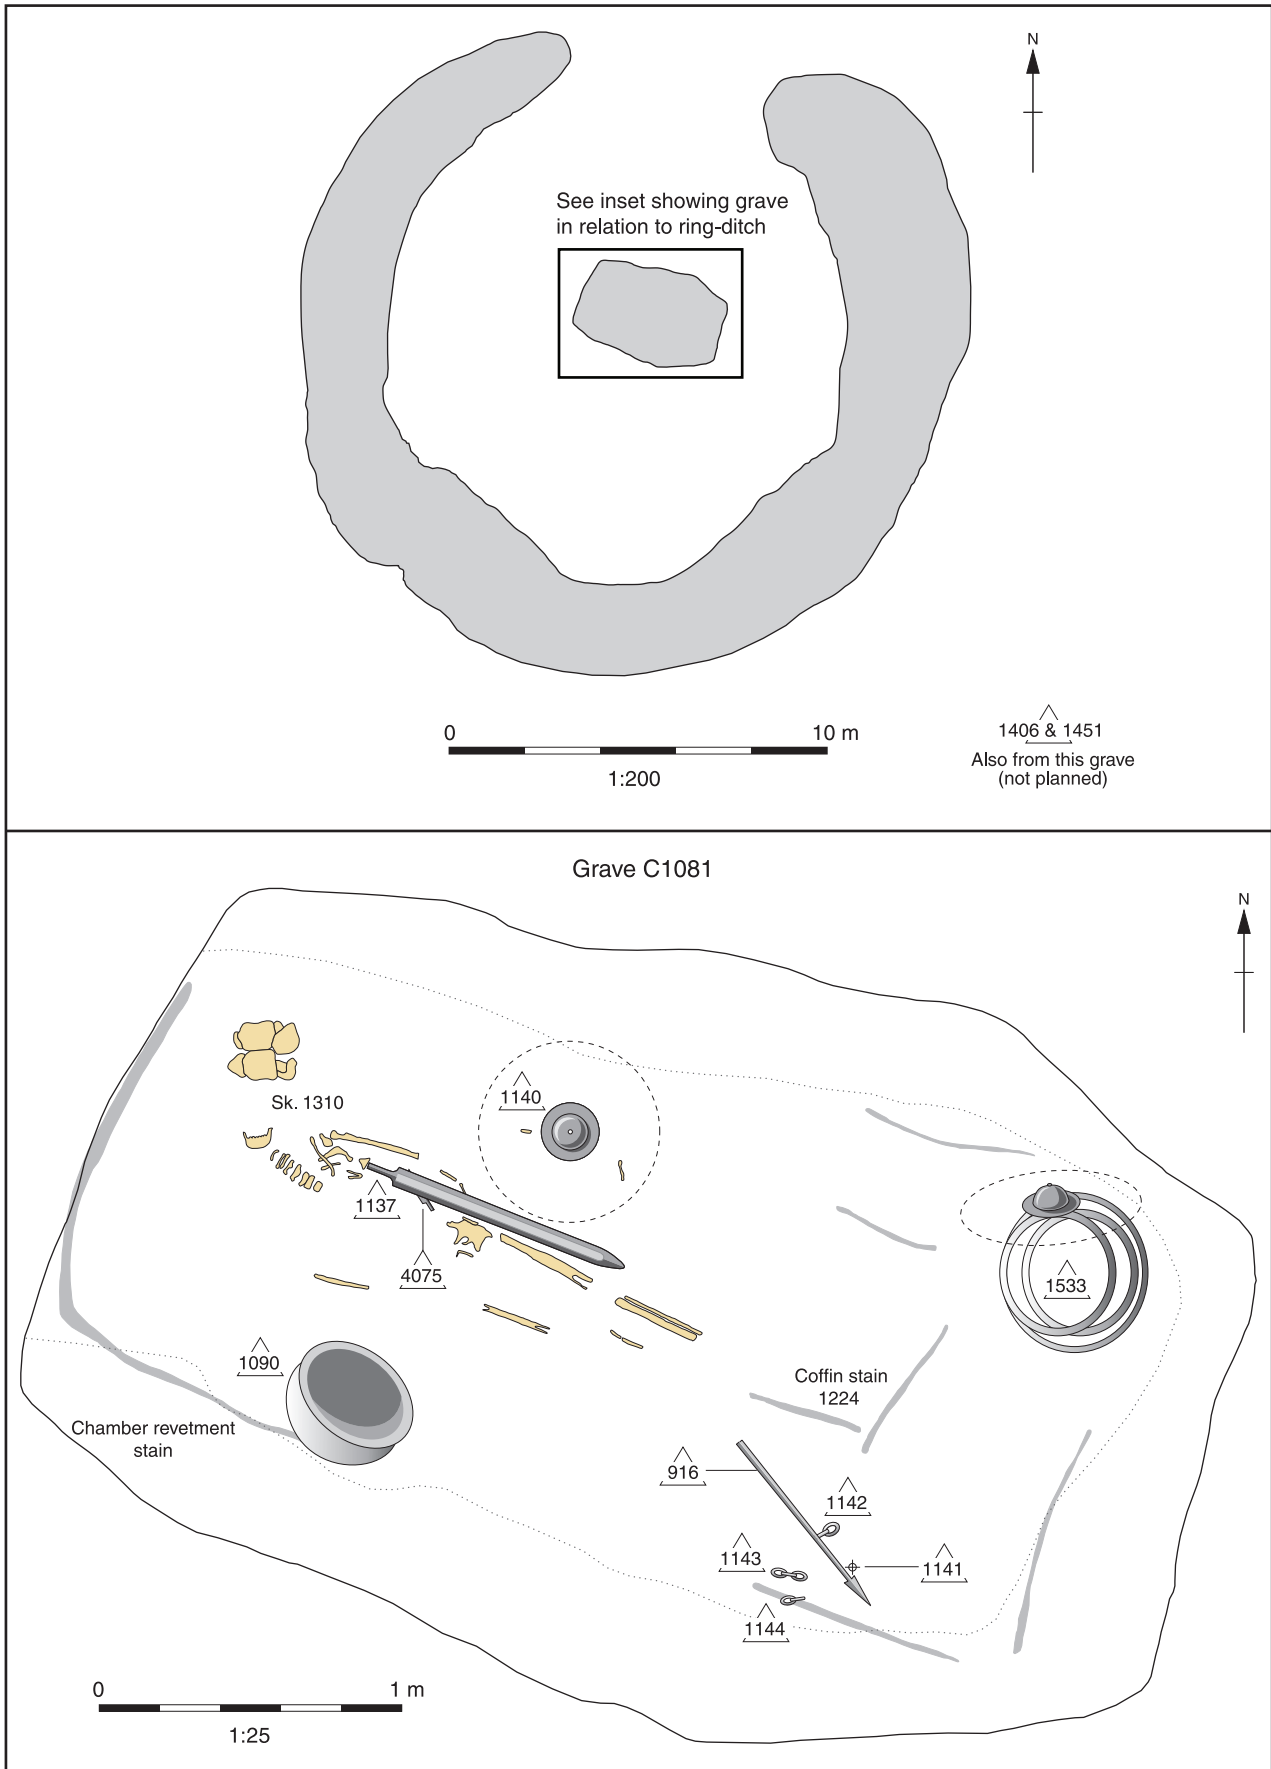 N
See inset showing grave
in relation to ring-ditch
0 10 m
1:200
1406 & 1451
Also from this grave
(not planned)
Grave C1081
N
1140
Sk. 1310
1137
4075
1533
1090
Coffin stain
1224
Chamber revetment
stain
916
1142
1143
1141
1144
0 1 m
1:25